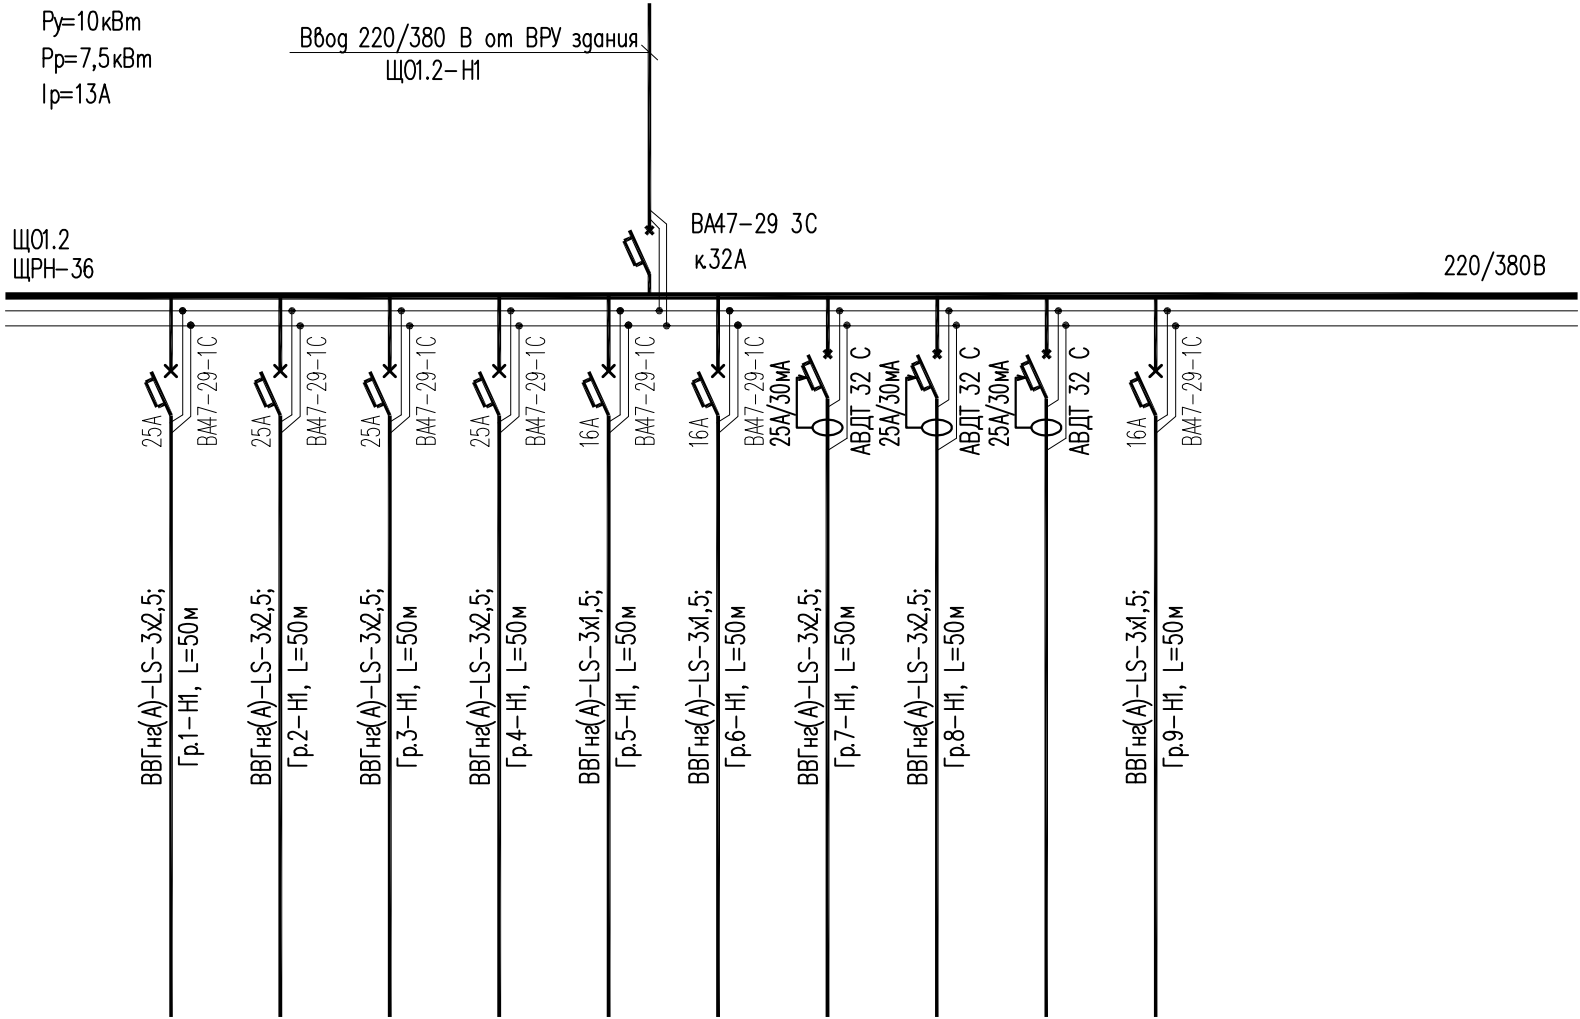 Ру=10кВт
Рр=7,5кВт
Iр=13А
Ввод 220/380 В от ВРУ здания
ЩО1.2-Н1
ВА47-29 3С
к.32А
ЩО1.2
ЩРН-36
220/380В
25А
ВА47-29-1С
25А
ВА47-29-1С
25А
ВА47-29-1С
25А
ВА47-29-1С
16А
ВА47-29-1С
16А
ВА47-29-1С
25А/30мА
АВДТ 32 С
25А/30мА
АВДТ 32 С
25А/30мА
АВДТ 32 С
16А
ВА47-29-1С
ВВГнг(А)-LS-3х2,5;
Гр.1-Н1, L=50м
ВВГнг(А)-LS-3х2,5;
Гр.2-Н1, L=50м
ВВГнг(А)-LS-3х2,5;
Гр.3-Н1, L=50м
ВВГнг(А)-LS-3х2,5;
Гр.4-Н1, L=50м
ВВГнг(А)-LS-3х1,5;
Гр.5-Н1, L=50м
ВВГнг(А)-LS-3х1,5;
Гр.6-Н1, L=50м
ВВГнг(А)-LS-3х2,5;
Гр.7-Н1, L=50м
ВВГнг(А)-LS-3х2,5;
Гр.8-Н1, L=50м
ВВГнг(А)-LS-3х1,5;
Гр.9-Н1, L=50м